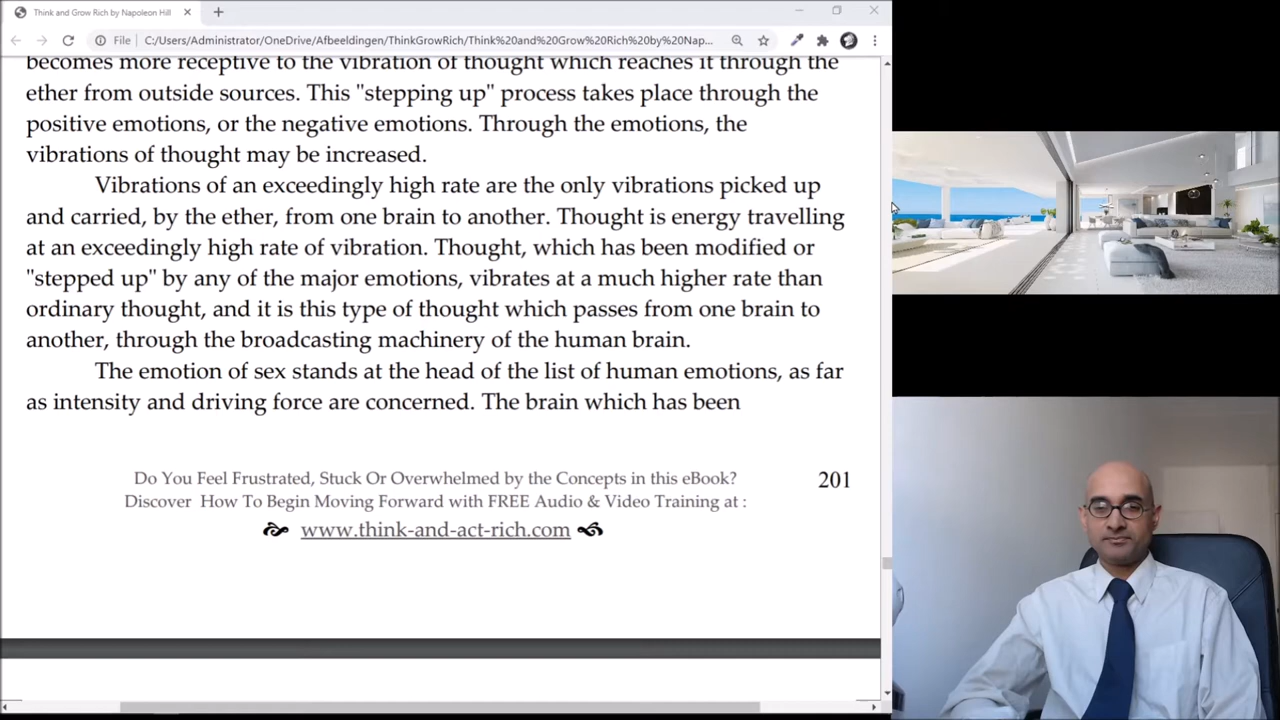 Think and Grow Rich by Napoleon Hill
File
C:/Users/Administrator/OneDrive/Afbeeldingen/ThinkGrowRich/Think%20and%20Grow%20Rich%20by%20Nap...
becomes more receptive to the vibration of thought which reaches it through the
ether from outside sources. This "stepping up" process takes place through the
positive emotions, or the negative emotions. Through the emotions, the
vibrations of thought may be increased.
Vibrations of an exceedingly high rate are the only vibrations picked up
and carried, by the ether, from one brain to another. Thought is energy travelling
at an exceedingly high rate of vibration. Thought, which has been modified or
"stepped up" by any of the major emotions, vibrates at a much higher rate than
ordinary thought, and it is this type of thought which passes from one brain to
another, through the broadcasting machinery of the human brain.
The emotion of sex stands at the head of the list of human emotions, as far
as intensity and driving force are concerned. The brain which has been
Do You Feel Frustrated, Stuck Or Overwhelmed by the Concepts in this eBook?
201
Discover How To Begin Moving Forward with FREE Audio & Video Training at :
www.think-and-act-rich.com